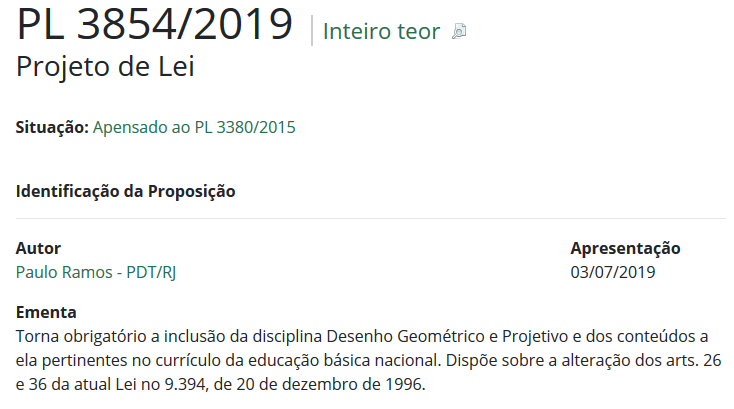 PL 3854/2019 | Inteiro teor
Projeto de Lei
Situação: Apensado ao PL 3380/2015
Identificação da Proposição
Autor
Paulo Ramos - PDT/RJ
Apresentação
03/07/2019
Ementa
Torna obrigatório a inclusão da disciplina Desenho Geométrico e Projetivo e dos conteúdos a
ela pertinentes no currículo da educação básica nacional. Dispõe sobre a alteração dos arts. 26
e 36 da atual Lei no 9.394, de 20 de dezembro de 1996.